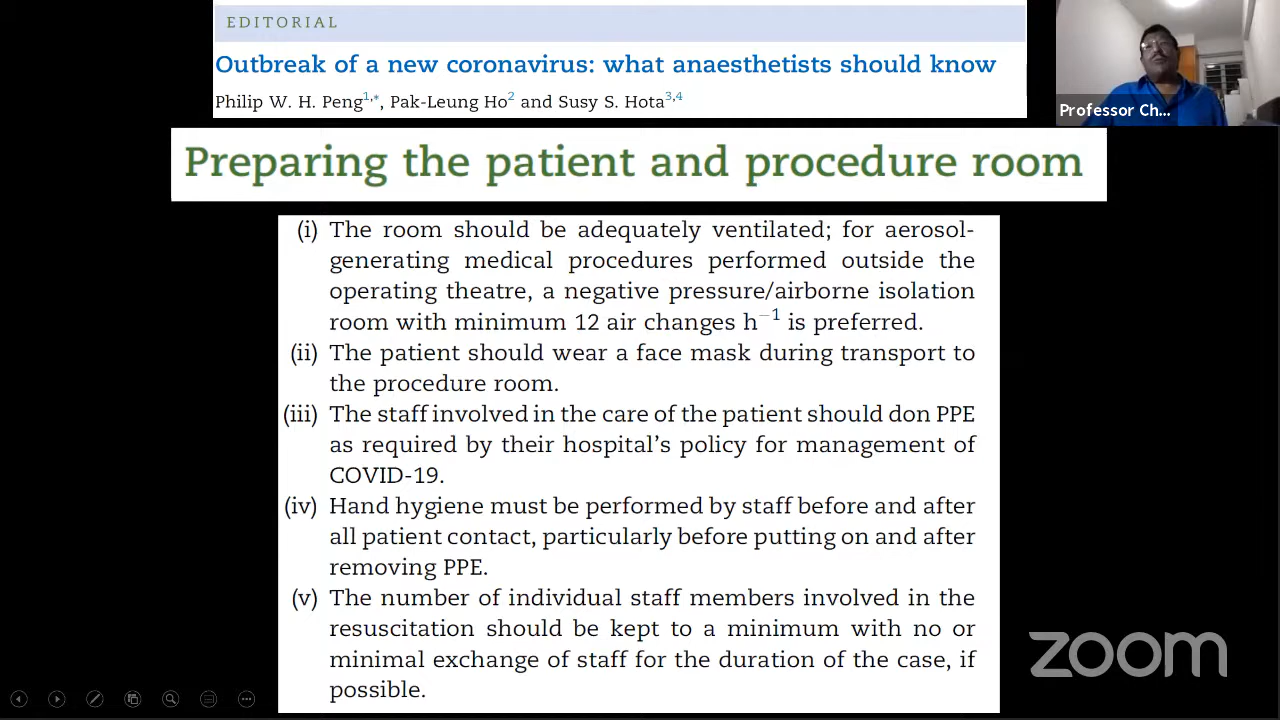 EDITORIAL
Outbreak of a new coronavirus: what anaesthetists should know
Philip W. H. Peng1,*, Pak-Leung Ho2 and Susy S. Hota3,4
Professor Ch...
Preparing the patient and procedure room
(i) The room should be adequately ventilated; for aerosol-
generating medical procedures performed outside the
operating theatre, a negative pressure/airborne isolation
room with minimum 12 air changes h−1 is preferred.
(ii) The patient should wear a face mask during transport to
the procedure room.
(iii) The staff involved in the care of the patient should don PPE
as required by their hospital's policy for management of
COVID-19.
(iv) Hand hygiene must be performed by staff before and after
all patient contact, particularly before putting on and after
removing PPE.
(v) The number of individual staff members involved in the
resuscitation should be kept to a minimum with no or
minimal exchange of staff for the duration of the case, if
possible.
zoom